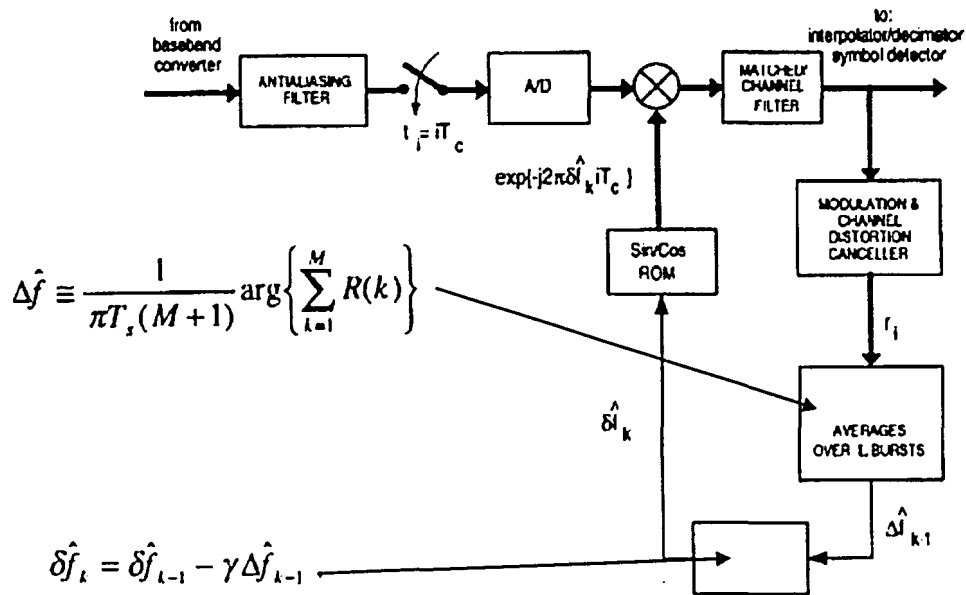 from
baseband
converter
to:
interpolator/decimator
symbol detector
ANTIALIASING
FILTER
t_i = iT_c
A/D
MATCHED/
CHANNEL
FILTER
exp{-j2πδf̂_k iT_c}
MODULATION &
CHANNEL
DISTORTION
CANCELLER
Sin/Cos
ROM
Δf̂ ≅ \frac{1}{πT_s(M+1)} arg{∑_{k=1}^{M} R(k)}
r_i
δf̂_k
AVERAGES
OVER L BURSTS
Δf̂_{k-1}
δf̂_k = δf̂_{k-1} − γΔf̂_{k-1}